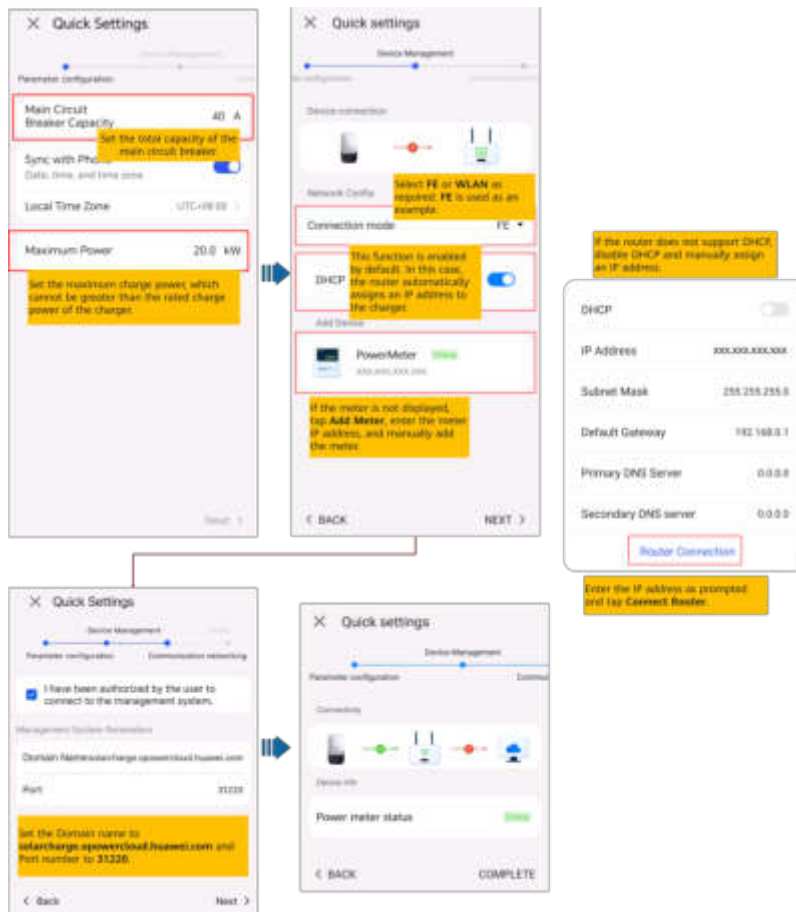 Quick Settings
Device Management
Parameter configuration
Main Circuit
Breaker Capacity
40 A
Set the total capacity of the
main circuit breaker.
Sync with Phone
Date, time, and time zone
Local Time Zone
Maximum Power
20.0 kW
Set the maximum charge power, which
cannot be greater than the rated charge
power of the charger.
Next
Quick settings
Device Management
Device connection
Network Config
Select FE or WLAN as
required. FE is used as an
example.
Connection mode
FE
This function is enabled
by default. In this case,
the router automatically
assigns an IP address to
the charger.
DHCP
Add Device
PowerMeter
If the meter is not displayed,
tap Add Meter, enter the meter
IP address, and manually add
the meter.
< BACK
NEXT >
If the router does not support DHCP,
disable DHCP and manually assign
an IP address.
DHCP
IP Address
xxx.xxx.xxx.xxx
Subnet Mask
255.255.255.0
Default Gateway
192.168.0.1
Primary DNS Server
0.0.0.0
Secondary DNS server
0.0.0.0
Router Connection
Enter the IP address as prompted
and tap Connect Router.
Quick Settings
Device Management
Parameter configuration
Communication networking
I have been authorized by the user to
connect to the management system.
Management System Parameters
Domain Name
solarcharge.opowercloud.huawei.com
Port
31220
Set the Domain name to
solarcharge.opowercloud.huawei.com and
Port number to 31220.
< Back
Next >
Quick settings
Device Management
Parameter configuration
Connectivity
Device info
Power meter status
< BACK
COMPLETE